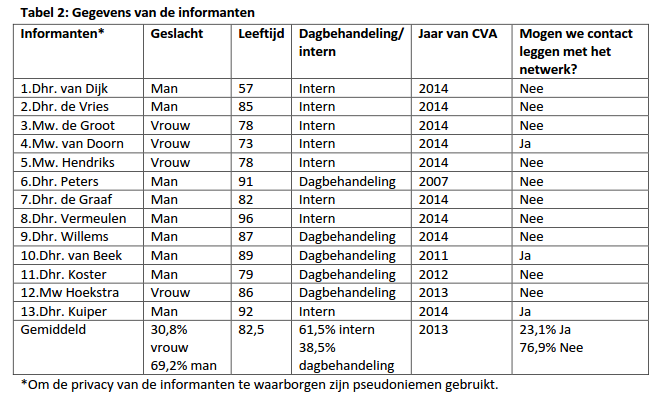 Tabel 2: Gegevens van de informanten
Informanten* Geslacht Leeftijd Dagbehandeling/ Jaar van CVA Mogen we contact
intern leggen met het
netwerk?
1.Dhr. van Dijk Man 57 Intern 2014 Nee
2.Dhr. de Vries Man 85 Intern 2014 Nee
3.Mw. de Groot Vrouw 78 Intern 2014 Nee
4.Mw. van Doorn Vrouw 73 Intern 2014 Ja
5.Mw. Hendriks Vrouw 78 Intern 2014 Nee
6.Dhr. Peters Man 91 Dagbehandeling 2007 Nee
7.Dhr. de Graaf Man 82 Intern 2014 Nee
8.Dhr. Vermeulen Man 96 Intern 2014 Nee
9.Dhr. Willems Man 87 Dagbehandeling 2014 Nee
10.Dhr. van Beek Man 89 Dagbehandeling 2011 Ja
11.Dhr. Koster Man 79 Dagbehandeling 2012 Nee
12.Mw Hoekstra Vrouw 86 Dagbehandeling 2013 Nee
13.Dhr. Kuiper Man 92 Intern 2014 Ja
Gemiddeld 30,8% 82,5 61,5% intern 2013 23,1% Ja
vrouw 38,5% 76,9% Nee
69,2% man dagbehandeling
*Om de privacy van de informanten te waarborgen zijn pseudoniemen gebruikt.